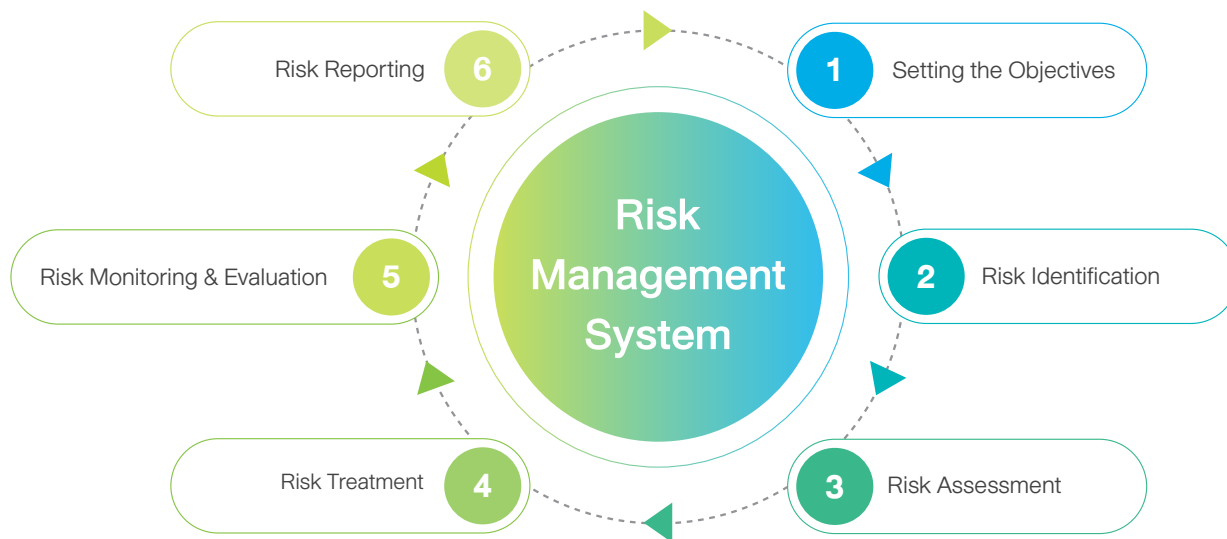 Risk
Management
System
1
Setting the Objectives
2
Risk Identification
3
Risk Assessment
4
Risk Treatment
5
Risk Monitoring & Evaluation
6
Risk Reporting